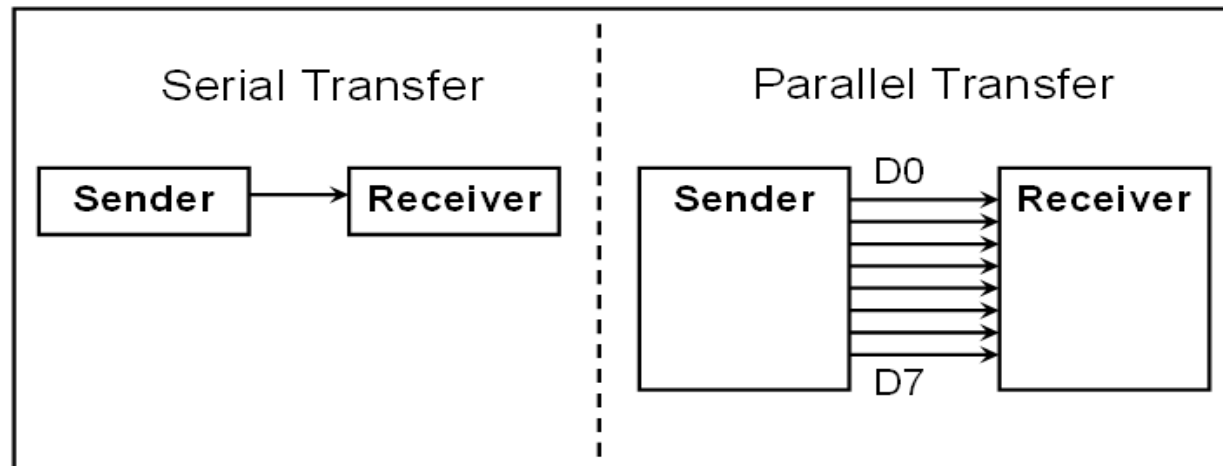 Serial Transfer
Sender
Receiver
Parallel Transfer
Sender
D0
Receiver
D7